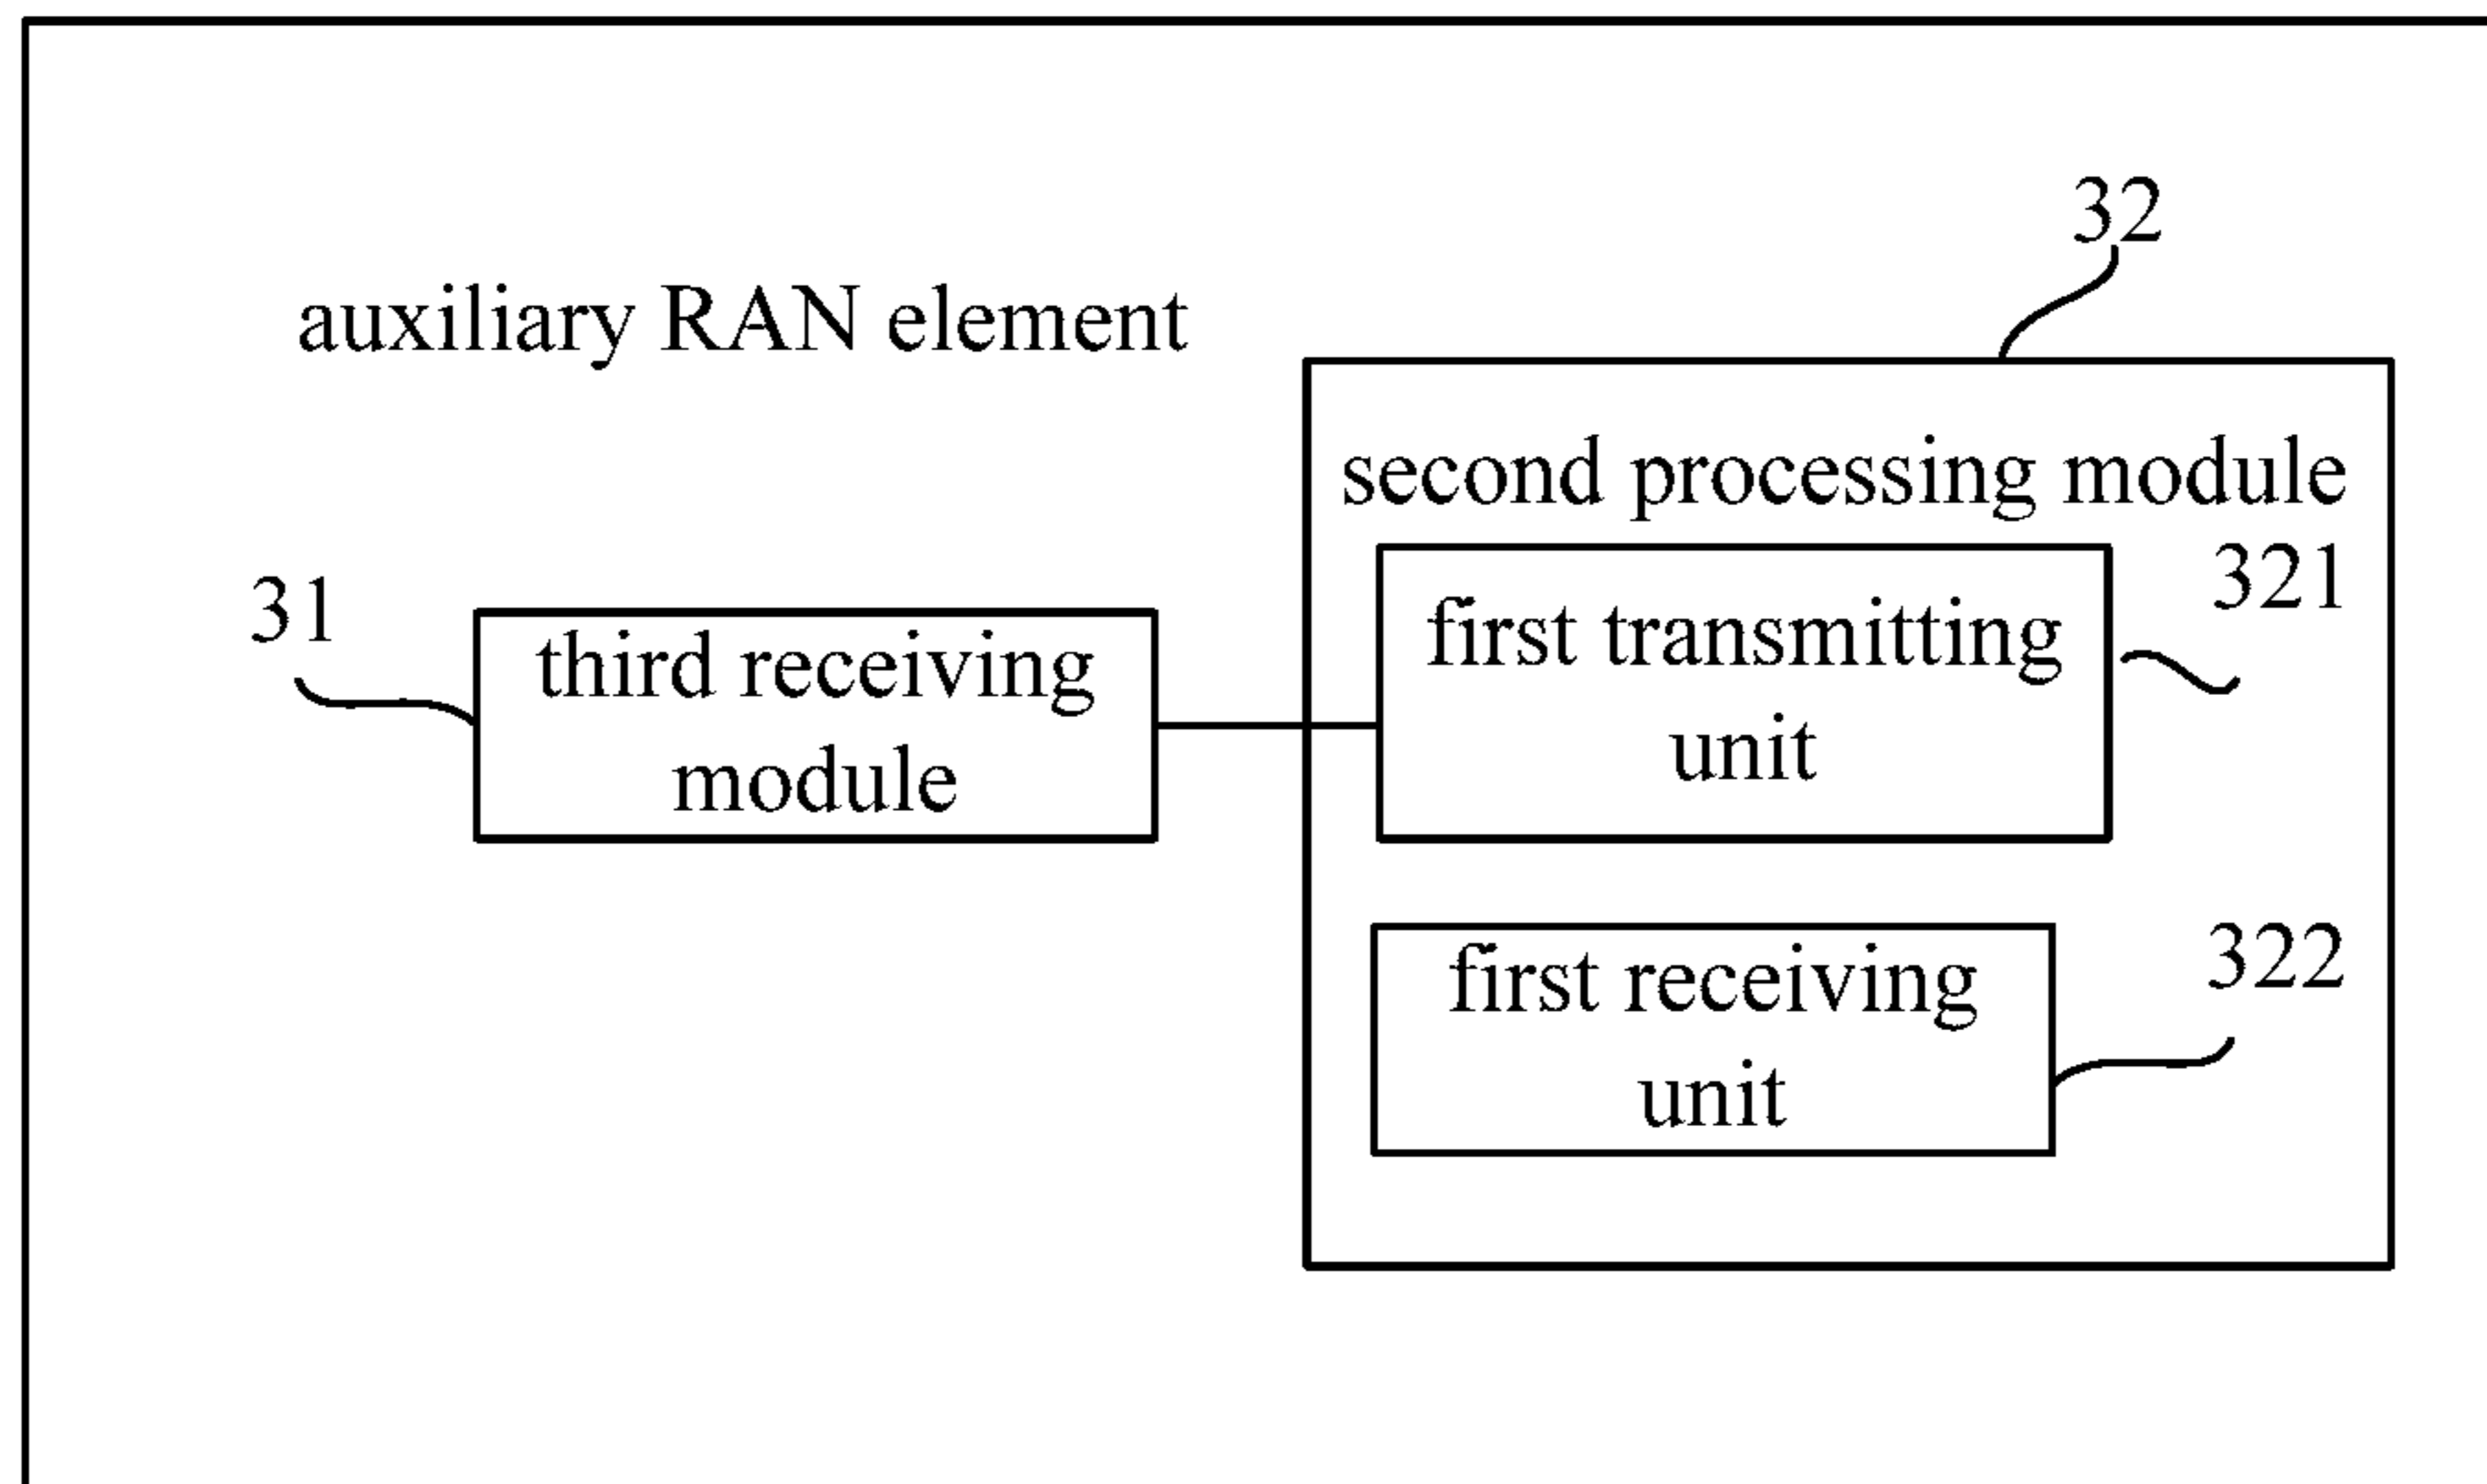 32
auxiliary RAN element
second processing module
321
31
first transmitting
unit
third receiving
module
322
first receiving
unit